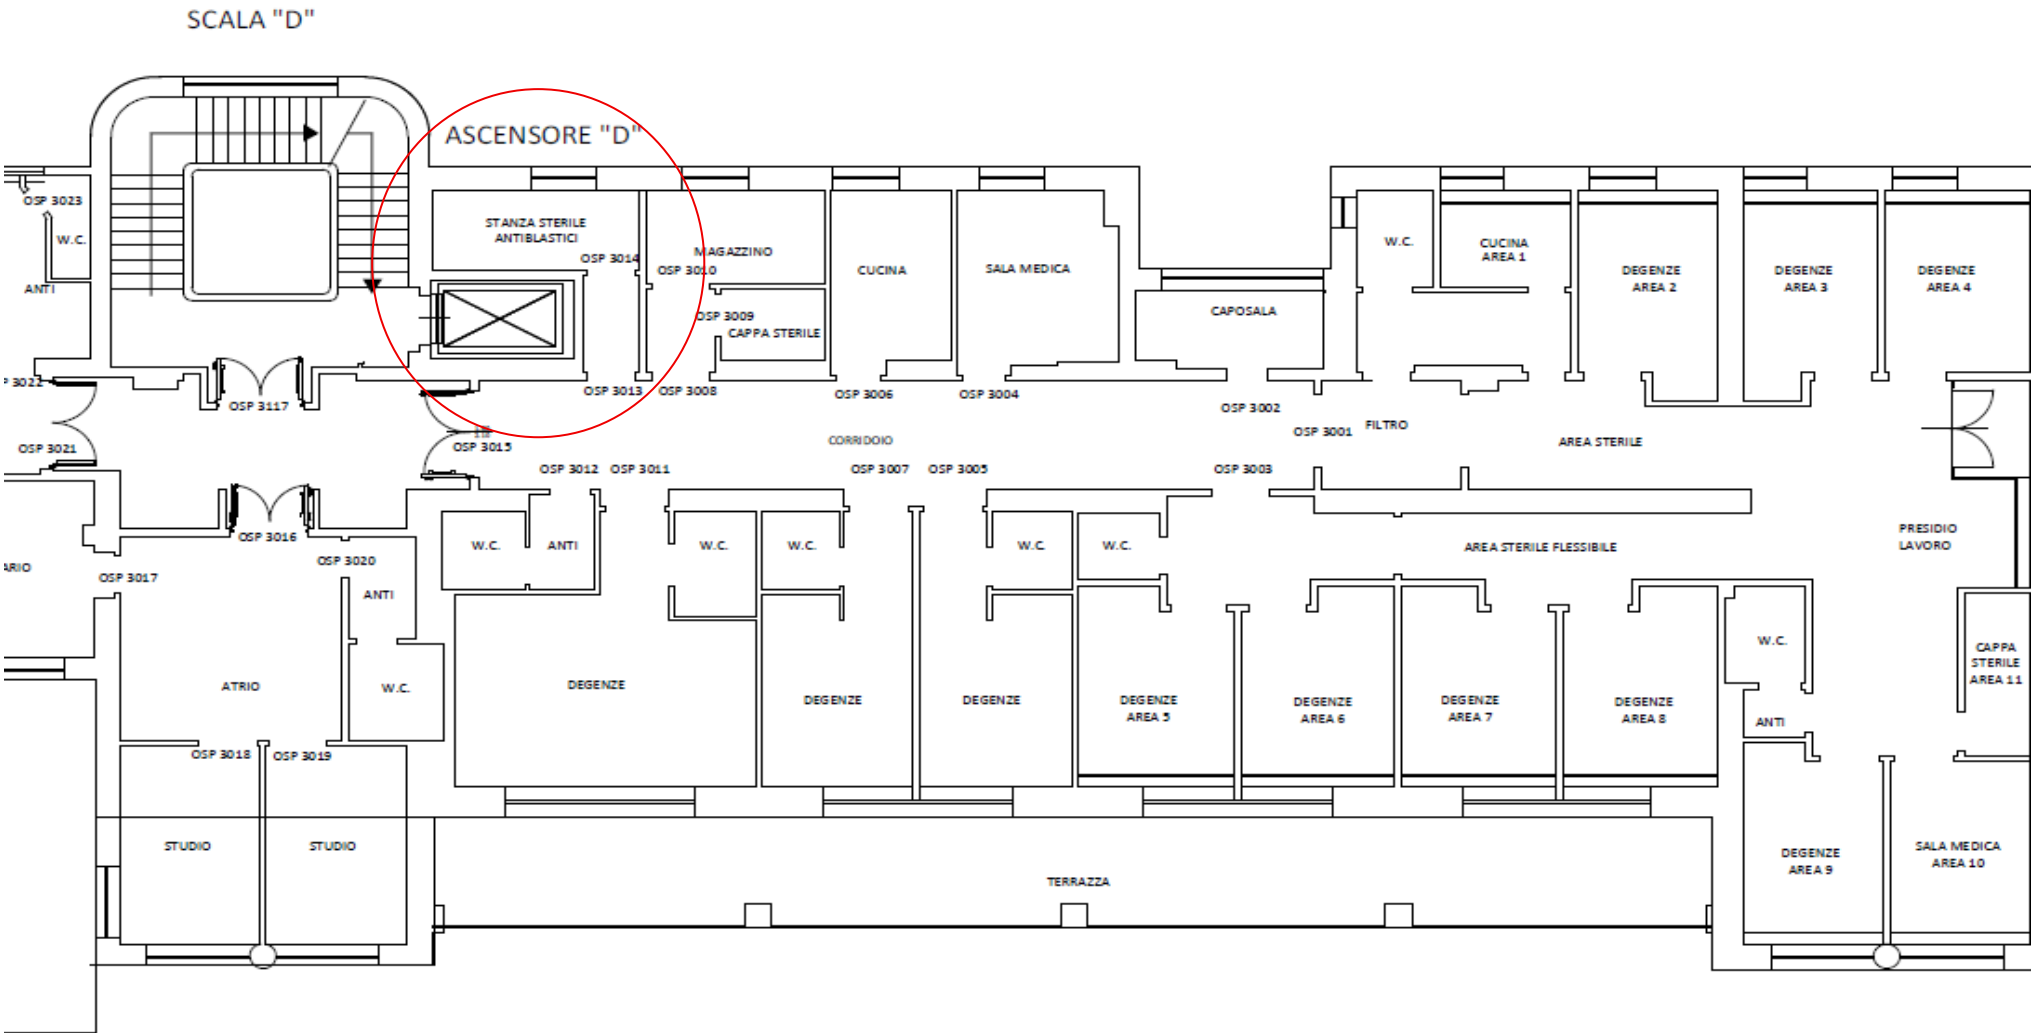 SCALA "D"
ASCENSORE "D"
OSP 3023
W.C.
ANTI
STANZA STERILE
ANTIBLASTICI
OSP 3014
MAGAZZINO
OSP 3010
OSP 3009
CAPPA STERILE
CUCINA
SALA MEDICA
CAPOSALA
W.C.
CUCINA
AREA 1
DEGENZE
AREA 2
DEGENZE
AREA 3
DEGENZE
AREA 4
OSP 3117
OSP 3013
OSP 3008
OSP 3006
OSP 3004
OSP 3002
OSP 3001
FILTRO
OSP 3021
OSP 3015
CORRIDOIO
AREA STERILE
OSP 3012
OSP 3011
OSP 3007
OSP 3005
OSP 3003
OSP 3016
OSP 3020
OSP 3017
ANTI
W.C.
ANTI
W.C.
W.C.
W.C.
W.C.
AREA STERILE FLESSIBILE
PRESIDIO
LAVORO
ARIO
ATRIO
W.C.
DEGENZE
DEGENZE
DEGENZE
DEGENZE
AREA 5
DEGENZE
AREA 6
DEGENZE
AREA 7
DEGENZE
AREA 8
W.C.
ANTI
CAPPA
STERILE
AREA 11
OSP 3018
OSP 3019
STUDIO
STUDIO
TERRAZZA
DEGENZE
AREA 9
SALA MEDICA
AREA 10